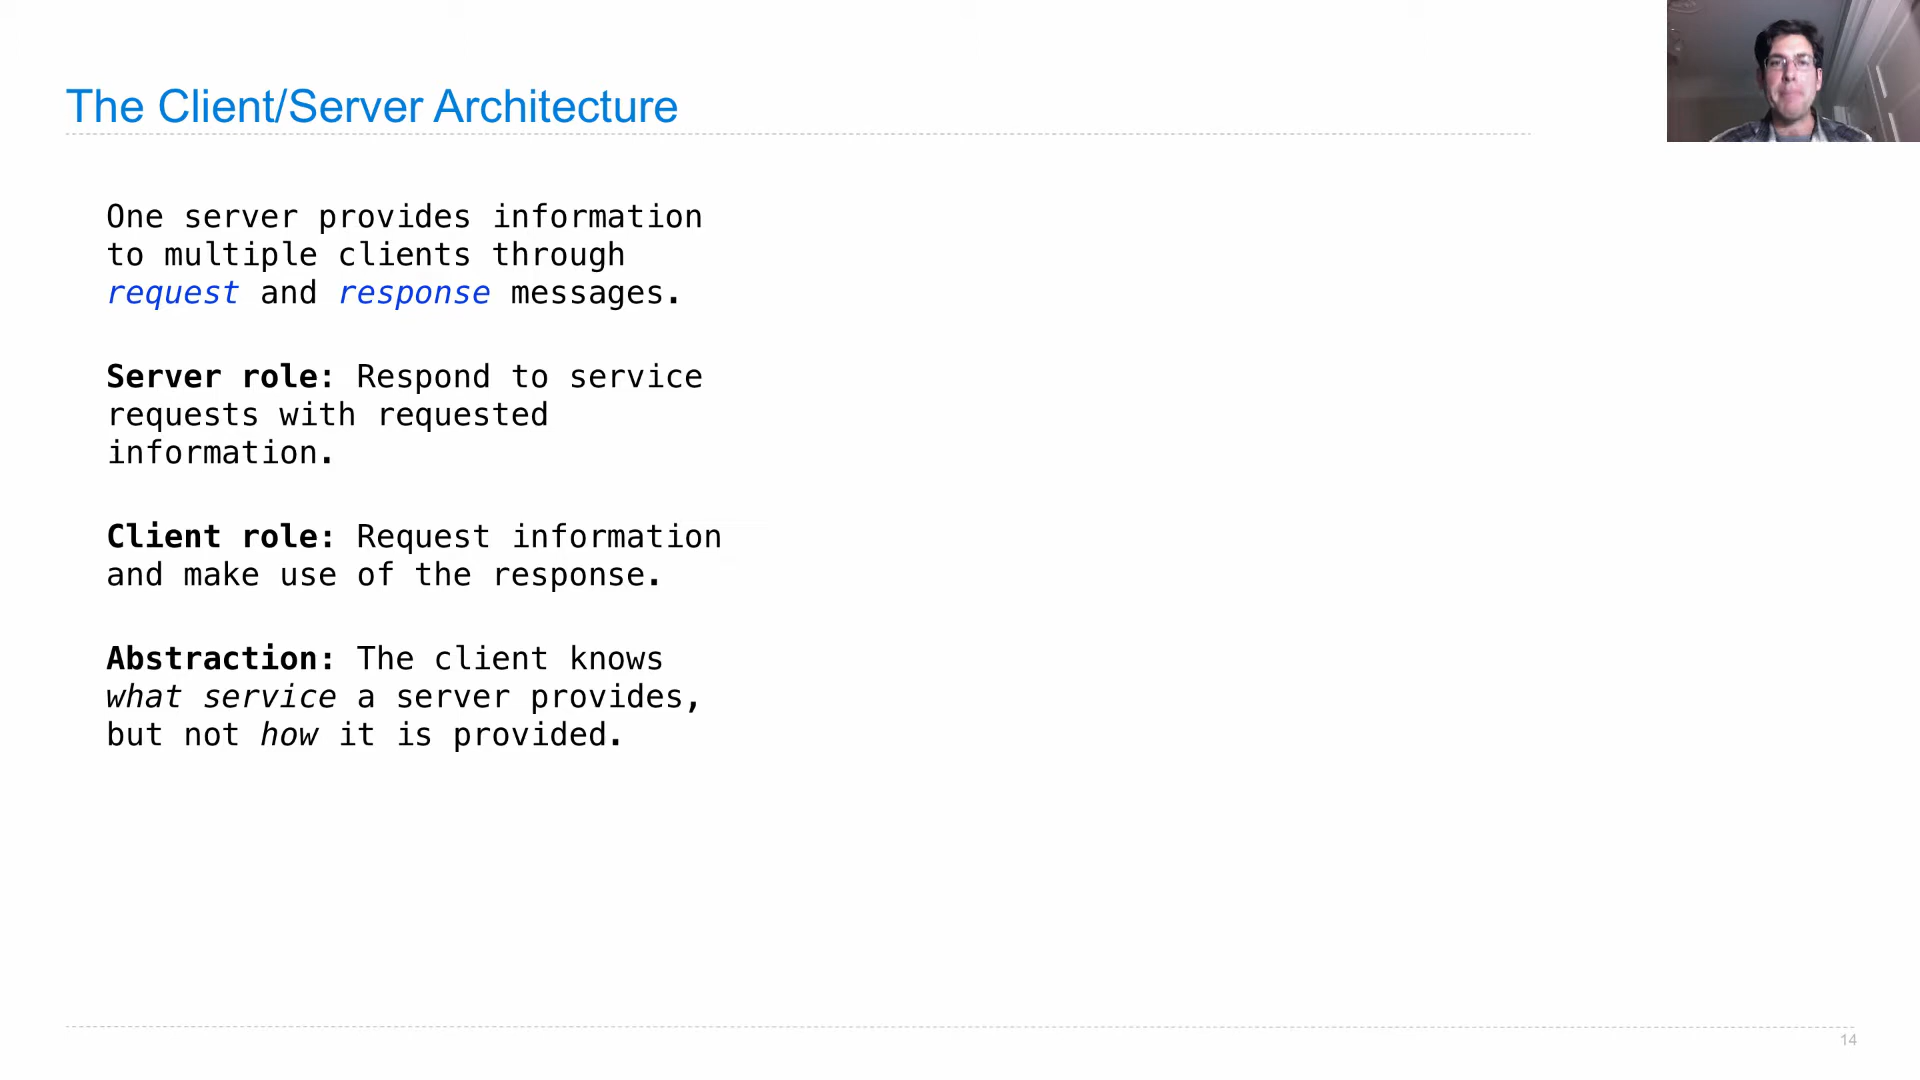 The Client/Server Architecture
One server provides information
to multiple clients through
request and response messages.
Server role: Respond to service
requests with requested
information.
Client role: Request information
and make use of the response.
Abstraction: The client knows
what service a server provides,
but not how it is provided.
14